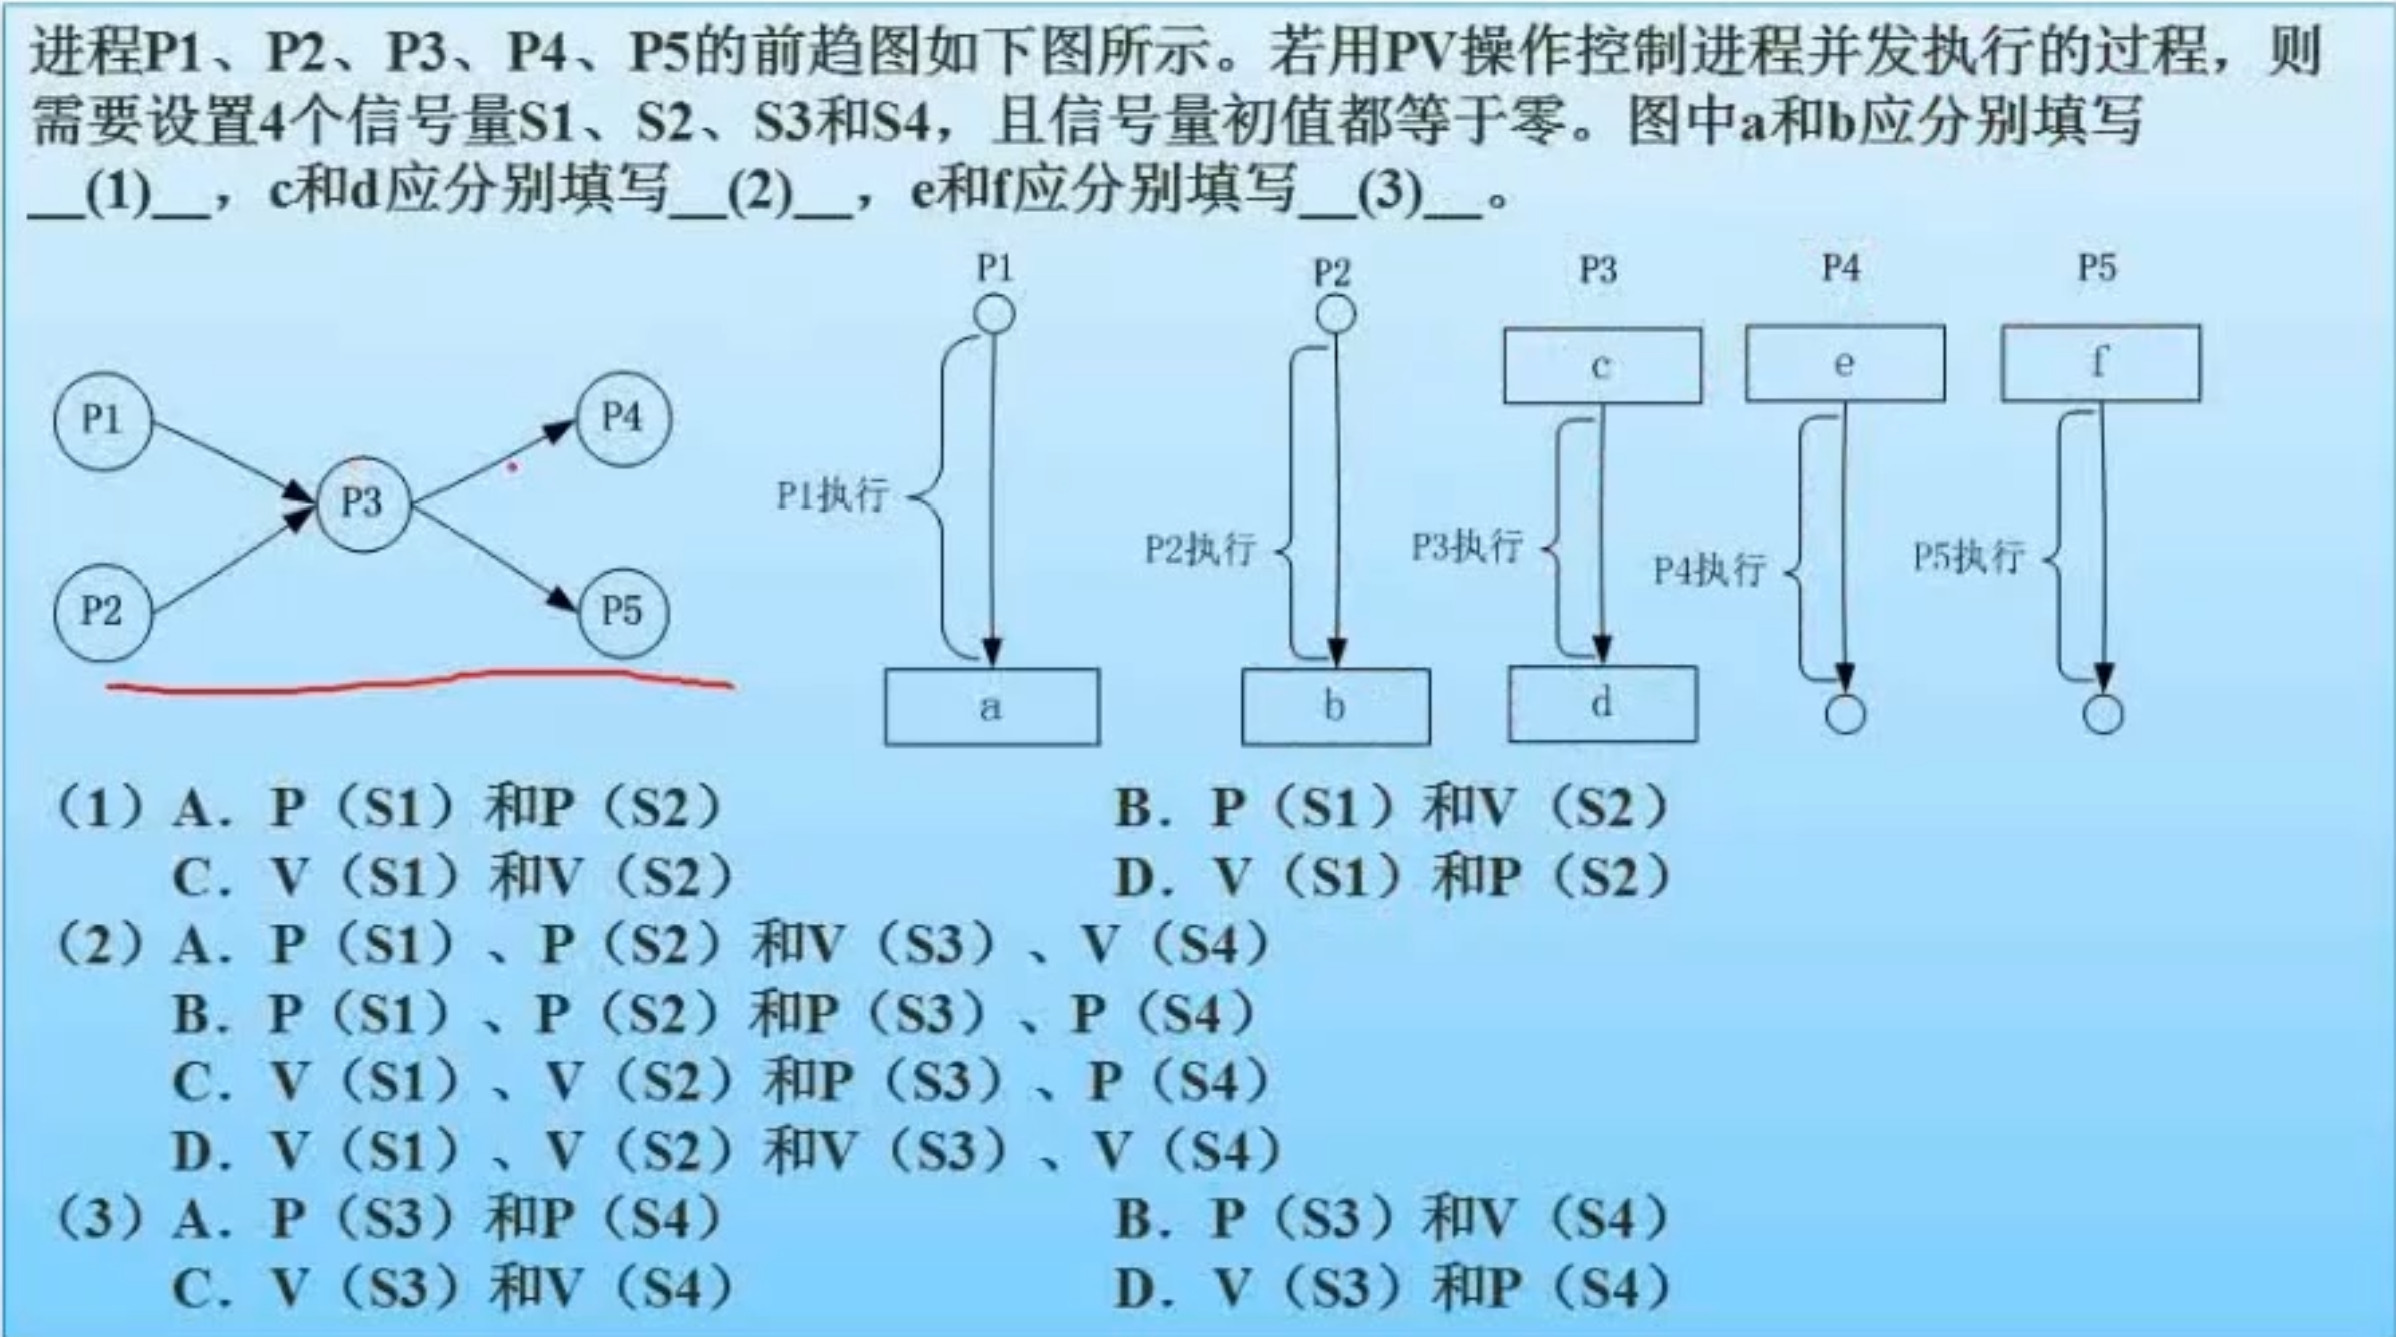 进程P1、P2、P3、P4、P5的前趋图如下图所示。若用PV操作控制进程并发执行的过程，则
需要设置4个信号量S1、S2、S3和S4，且信号量初值都等于零。图中a和b应分别填写
__(1)__，c和d应分别填写__(2)__，e和f应分别填写__(3)__。
P1 P2 P3 P4 P5
c e f
P1 P4
P3
P1执行 P2执行 P3执行 P4执行 P5执行
P2 P5
a b d
（1）A．P（S1）和P（S2） B．P（S1）和V（S2）
C．V（S1）和V（S2） D．V（S1）和P（S2）
（2）A．P（S1）、P（S2）和V（S3）、V（S4）
B．P（S1）、P（S2）和P（S3）、P（S4）
C．V（S1）、V（S2）和P（S3）、P（S4）
D．V（S1）、V（S2）和V（S3）、V（S4）
（3）A．P（S3）和P（S4） B．P（S3）和V（S4）
C．V（S3）和V（S4） D．V（S3）和P（S4）